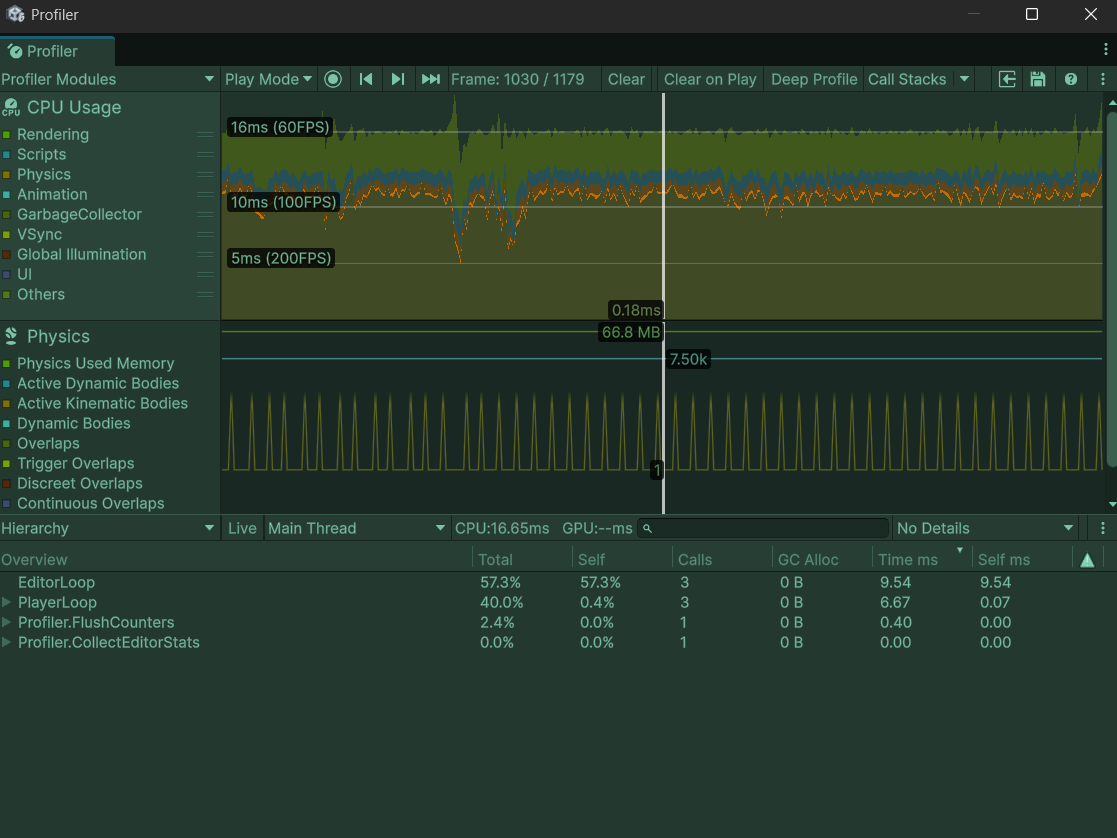 Profiler
Profiler
Profiler Modules Play Mode Frame: 1030 / 1179 Clear Clear on Play Deep Profile Call Stacks
CPU Usage
Rendering
Scripts
Physics
Animation
GarbageCollector
VSync
Global Illumination
UI
Others
16ms (60FPS)
10ms (100FPS)
5ms (200FPS)
0.18ms
66.8 MB
7.50k
1
Physics
Physics Used Memory
Active Dynamic Bodies
Active Kinematic Bodies
Dynamic Bodies
Overlaps
Trigger Overlaps
Discreet Overlaps
Continuous Overlaps
Hierarchy Live Main Thread CPU:16.65ms GPU:--ms No Details
Overview Total Self Calls GC Alloc Time ms Self ms
EditorLoop 57.3% 57.3% 3 0 B 9.54 9.54
PlayerLoop 40.0% 0.4% 3 0 B 6.67 0.07
Profiler.FlushCounters 2.4% 0.0% 1 0 B 0.40 0.00
Profiler.CollectEditorStats 0.0% 0.0% 1 0 B 0.00 0.00